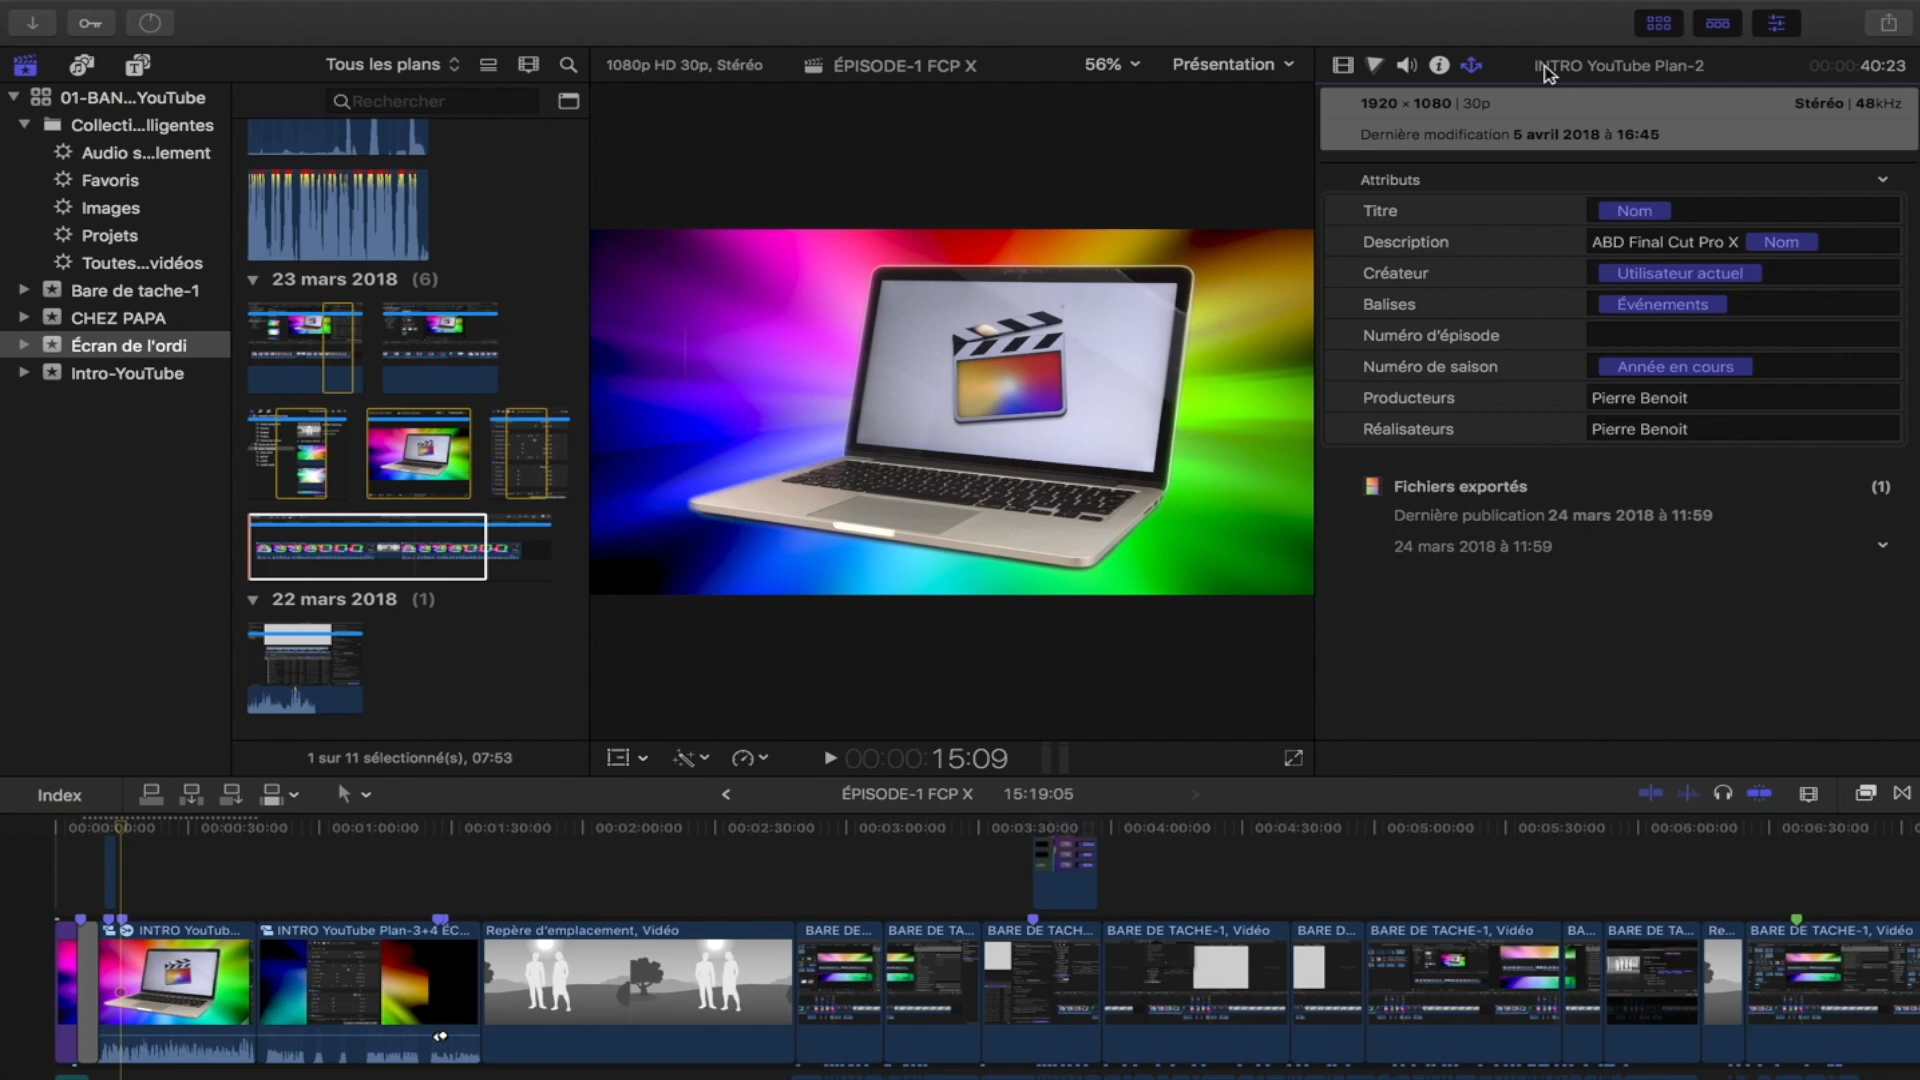 Tous les plans
1080p HD 30p, Stéréo
ÉPISODE-1 FCP X
56%
Présentation
INTRO YouTube Plan-2
00:00:40:23
01-BAN...YouTube
Collecti...lligentes
Audio s...lement
Favoris
Images
Projets
Toutes...vidéos
Bare de tache-1
CHEZ PAPA
Écran de l'ordi
Intro-YouTube
Rechercher
23 mars 2018 (6)
22 mars 2018 (1)
1 sur 11 sélectionné(s), 07:53
00:00:15:09
1920 × 1080 | 30p
Stéréo | 48kHz
Dernière modification 5 avril 2018 à 16:45
Attributs
Titre Nom
Description ABD Final Cut Pro X Nom
Créateur Utilisateur actuel
Balises Événements
Numéro d'épisode
Numéro de saison Année en cours
Producteurs Pierre Benoit
Réalisateurs Pierre Benoit
Fichiers exportés (1)
Dernière publication 24 mars 2018 à 11:59
24 mars 2018 à 11:59
Index
ÉPISODE-1 FCP X 15:19:05
00:00:00:00 00:00:30:00 00:01:00:00 00:01:30:00 00:02:00:00 00:02:30:00 00:03:00:00 00:03:30:00 00:04:00:00 00:04:30:00 00:05:00:00 00:05:30:00 00:06:00:00 00:06:30:00
INTRO YouTub... INTRO YouTube Plan-3+4 ÉC... Repère d'emplacement, Vidéo BARE DE... BARE DE TA... BARE DE TACH... BARE DE TACHE-1, Vidéo BARE D... BARE DE TACHE-1, Vidéo BA... BARE DE TA... Re... BARE DE TACHE-1, Vidéo